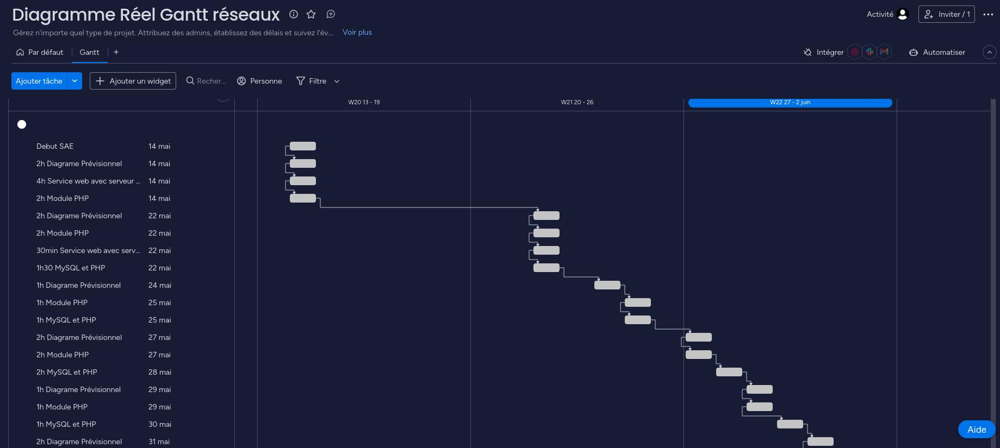 Diagramme Réel Gantt réseaux
Activité
Inviter / 1
Gérez n'importe quel type de projet. Attribuez des admins, établissez des délais et suivez l'év... Voir plus
Par défaut
Gantt
+
Intégrer
Automatiser
Ajouter tâche
Ajouter un widget
Recher...
Personne
Filtre
W20 13 - 19
W21 20 - 26
W22 27 - 2 juin
Debut SAE 14 mai
2h Diagrame Prévisionnel 14 mai
4h Service web avec serveur ... 14 mai
2h Module PHP 14 mai
2h Diagrame Prévisionnel 22 mai
2h Module PHP 22 mai
30min Service web avec serv... 22 mai
1h30 MySQL et PHP 22 mai
1h Diagrame Prévisionnel 24 mai
1h Module PHP 25 mai
1h MySQL et PHP 25 mai
2h Diagrame Prévisionnel 27 mai
2h Module PHP 27 mai
2h MySQL et PHP 28 mai
1h Diagrame Prévisionnel 29 mai
1h Module PHP 29 mai
1h MySQL et PHP 30 mai
2h Diagrame Prévisionnel 31 mai
Aide